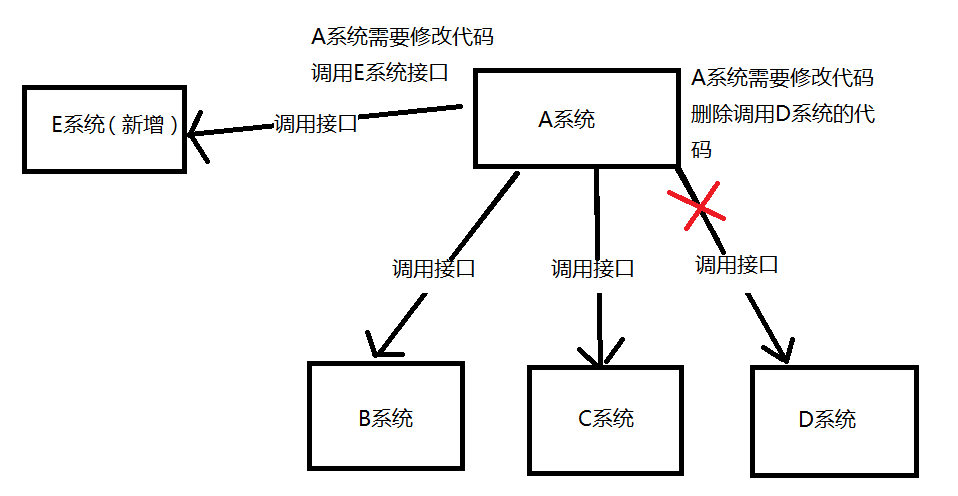 A系统需要修改代码
调用E系统接口
A系统需要修改代码
删除调用D系统的代
码
E系统（新增）
调用接口
A系统
调用接口
调用接口
调用接口
B系统
C系统
D系统